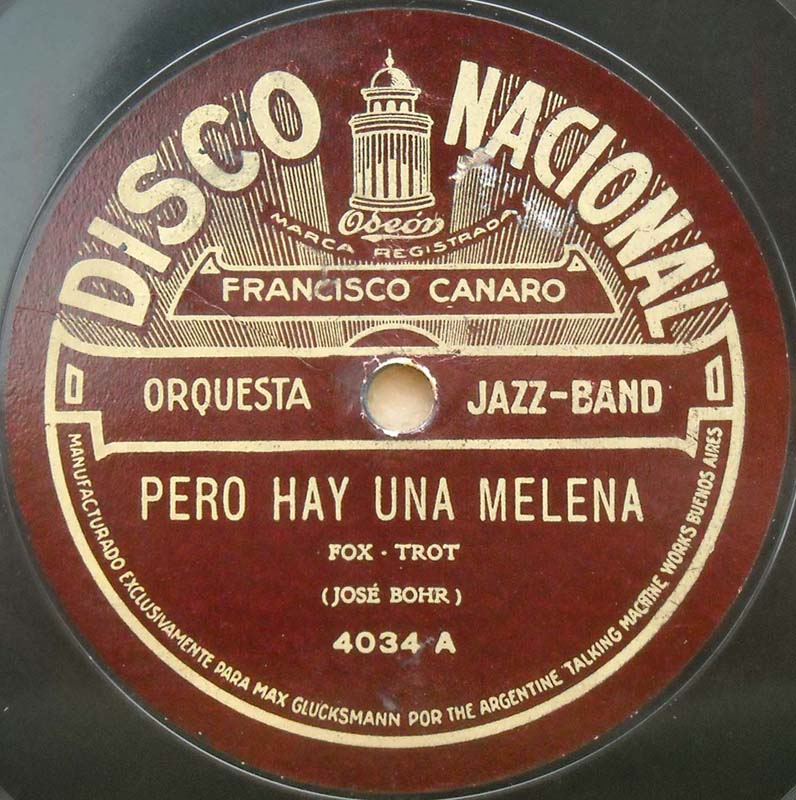 DISCO NACIONAL
Odeón
MARCA REGISTRADA
FRANCISCO CANARO
ORQUESTA JAZZ-BAND
PERO HAY UNA MELENA
FOX - TROT
(JOSÉ BOHR)
4034 A
MANUFACTURADO EXCLUSIVAMENTE PARA MAX GLUCKSMANN POR THE ARGENTINE TALKING MACHINE WORKS BUENOS AIRES